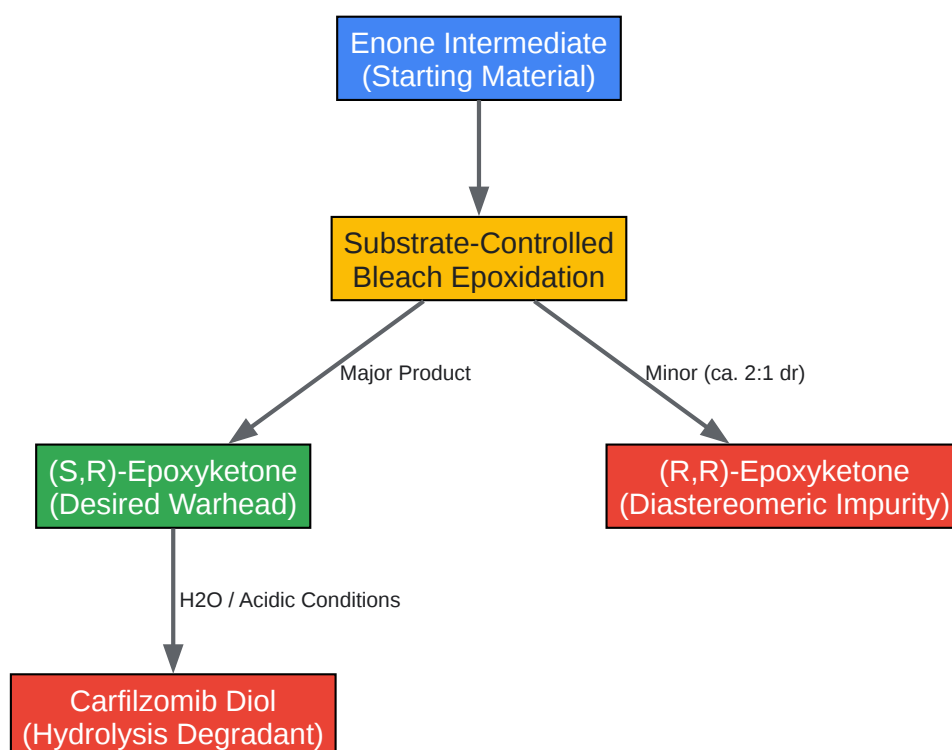 Enone Intermediate
(Starting Material)
Substrate-Controlled
Bleach Epoxidation
Major Product
Minor (ca. 2:1 dr)
(S,R)-Epoxyketone
(Desired Warhead)
(R,R)-Epoxyketone
(Diastereomeric Impurity)
H2O / Acidic Conditions
Carfilzomib Diol
(Hydrolysis Degradant)